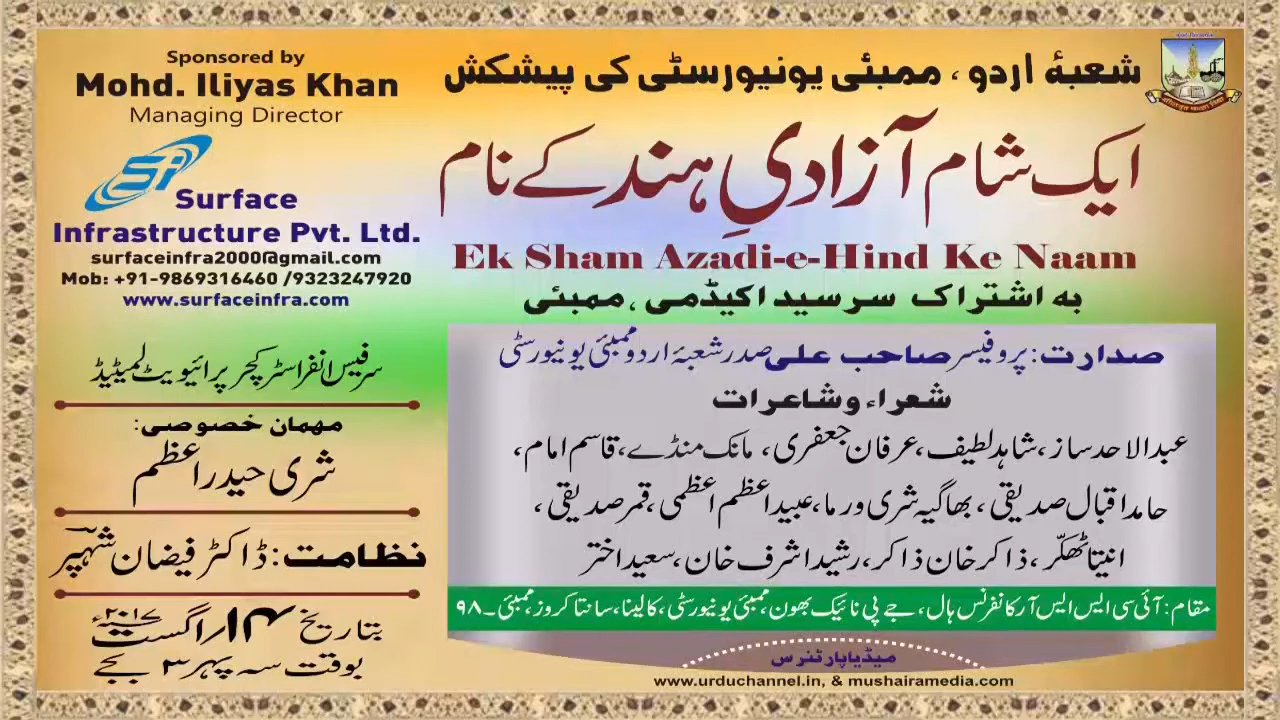 شعبۂ اردو ، ممبئی یونیورسٹی کی پیشکش
ایک شام آزادیِ ہند کے نام
Ek Sham Azadi-e-Hind Ke Naam
بہ اشتراک سرسید اکیڈمی ، ممبئی
صدارت: پروفیسر صاحب علی صدر شعبۂ اردو ممبئی یونیورسٹی
شعراء وشاعرات
عبدالاحد ساز، شاہد لطیف، عرفان جعفری، مانک منڈے، قاسم امام،
حامد اقبال صدیقی، بھاگیہ شری ورما، عبید اعظم اعظمی، قمر صدیقی،
انیتا ٹھکّر، ذاکر خان ذاکر، رشید اشرف خان، سعید اختر
مقام: آئی سی ایس ایس آر کانفرنس ہال، جے پی نائیک بھون، ممبئی یونیورسٹی، کالینا، سانتا کروز، ممبئی۔۹۸
میڈیا پارٹنرس
www.urduchannel.in, & mushairamedia.com
Sponsored by
Mohd. Iliyas Khan
Managing Director
Si
Surface
Infrastructure Pvt. Ltd.
surfaceinfra2000@gmail.com
Mob: +91-9869316460 /9323247920
www.surfaceinfra.com
سرفیس انفراسٹرکچر پرائیویٹ لمیٹیڈ
مہمان خصوصی:
شری حیدر اعظم
نظامت: ڈاکٹر فیضان شہپرؔ
بتاریخ ۱۴/اگست ۲۰۱۷ء
بوقت سہ پہر ۳ بجے